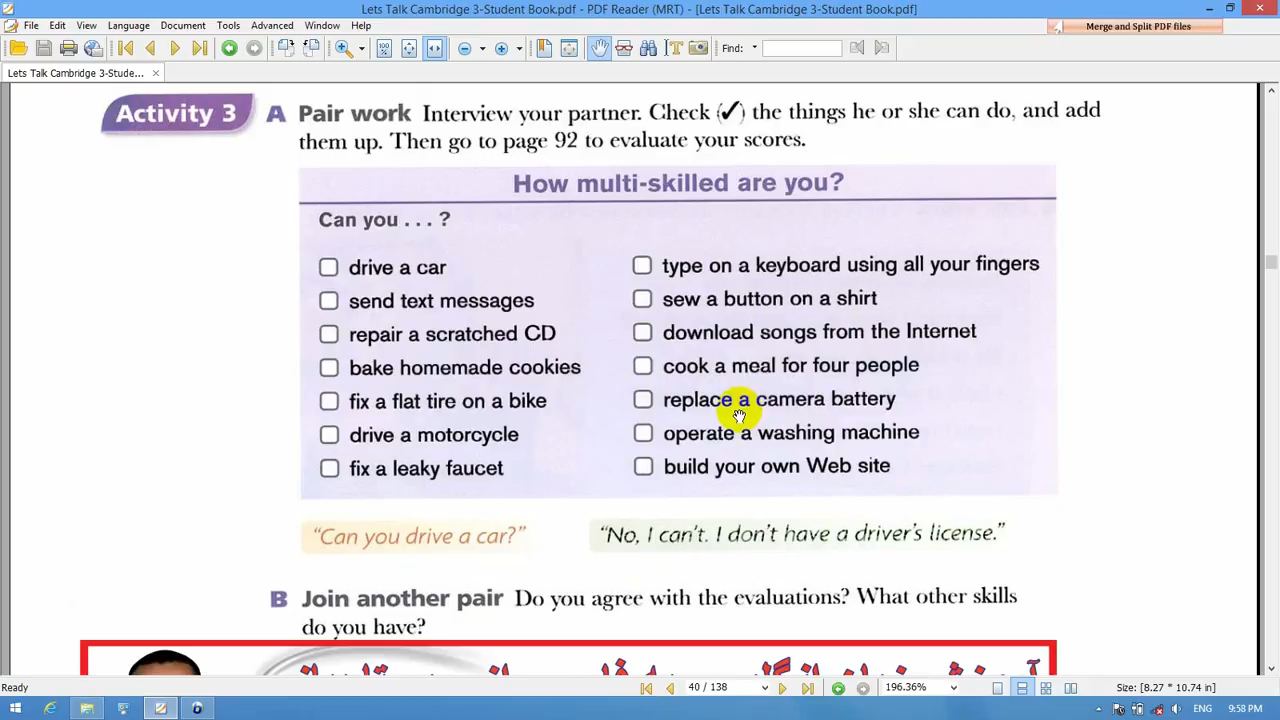 Lets Talk Cambridge 3-Student Book.pdf - PDF Reader (MRT) - [Lets Talk Cambridge 3-Student Book.pdf]
File Edit View Language Document Tools Advanced Window Help
Merge and Split PDF files
Find:
Lets Talk Cambridge 3-Stude... ×
Activity 3 A Pair work Interview your partner. Check (✓) the things he or she can do, and add
them up. Then go to page 92 to evaluate your scores.
How multi-skilled are you?
Can you . . . ?
drive a car
send text messages
repair a scratched CD
bake homemade cookies
fix a flat tire on a bike
drive a motorcycle
fix a leaky faucet
type on a keyboard using all your fingers
sew a button on a shirt
download songs from the Internet
cook a meal for four people
replace a camera battery
operate a washing machine
build your own Web site
“Can you drive a car?”
“No, I can't. I don't have a driver's license.”
B Join another pair Do you agree with the evaluations? What other skills
do you have?
Ready
40 / 138
196.36%
Size: [8.27 * 10.74 in]
ENG
9:58 PM